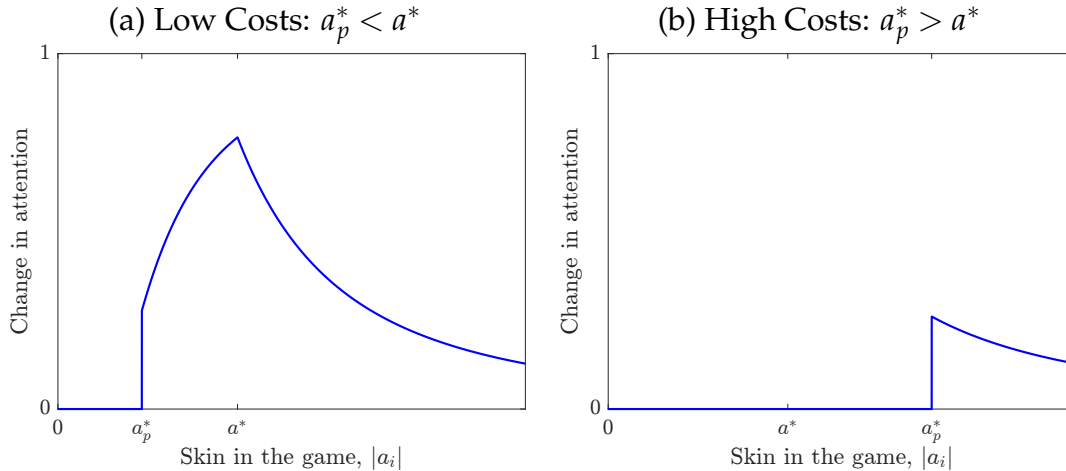 (a) Low Costs: $a_p^* < a^*$
1
Change in attention
0
0 $a_p^*$ $a^*$
Skin in the game, $|a_i|$
(b) High Costs: $a_p^* > a^*$
1
Change in attention
0
0 $a^*$ $a_p^*$
Skin in the game, $|a_i|$